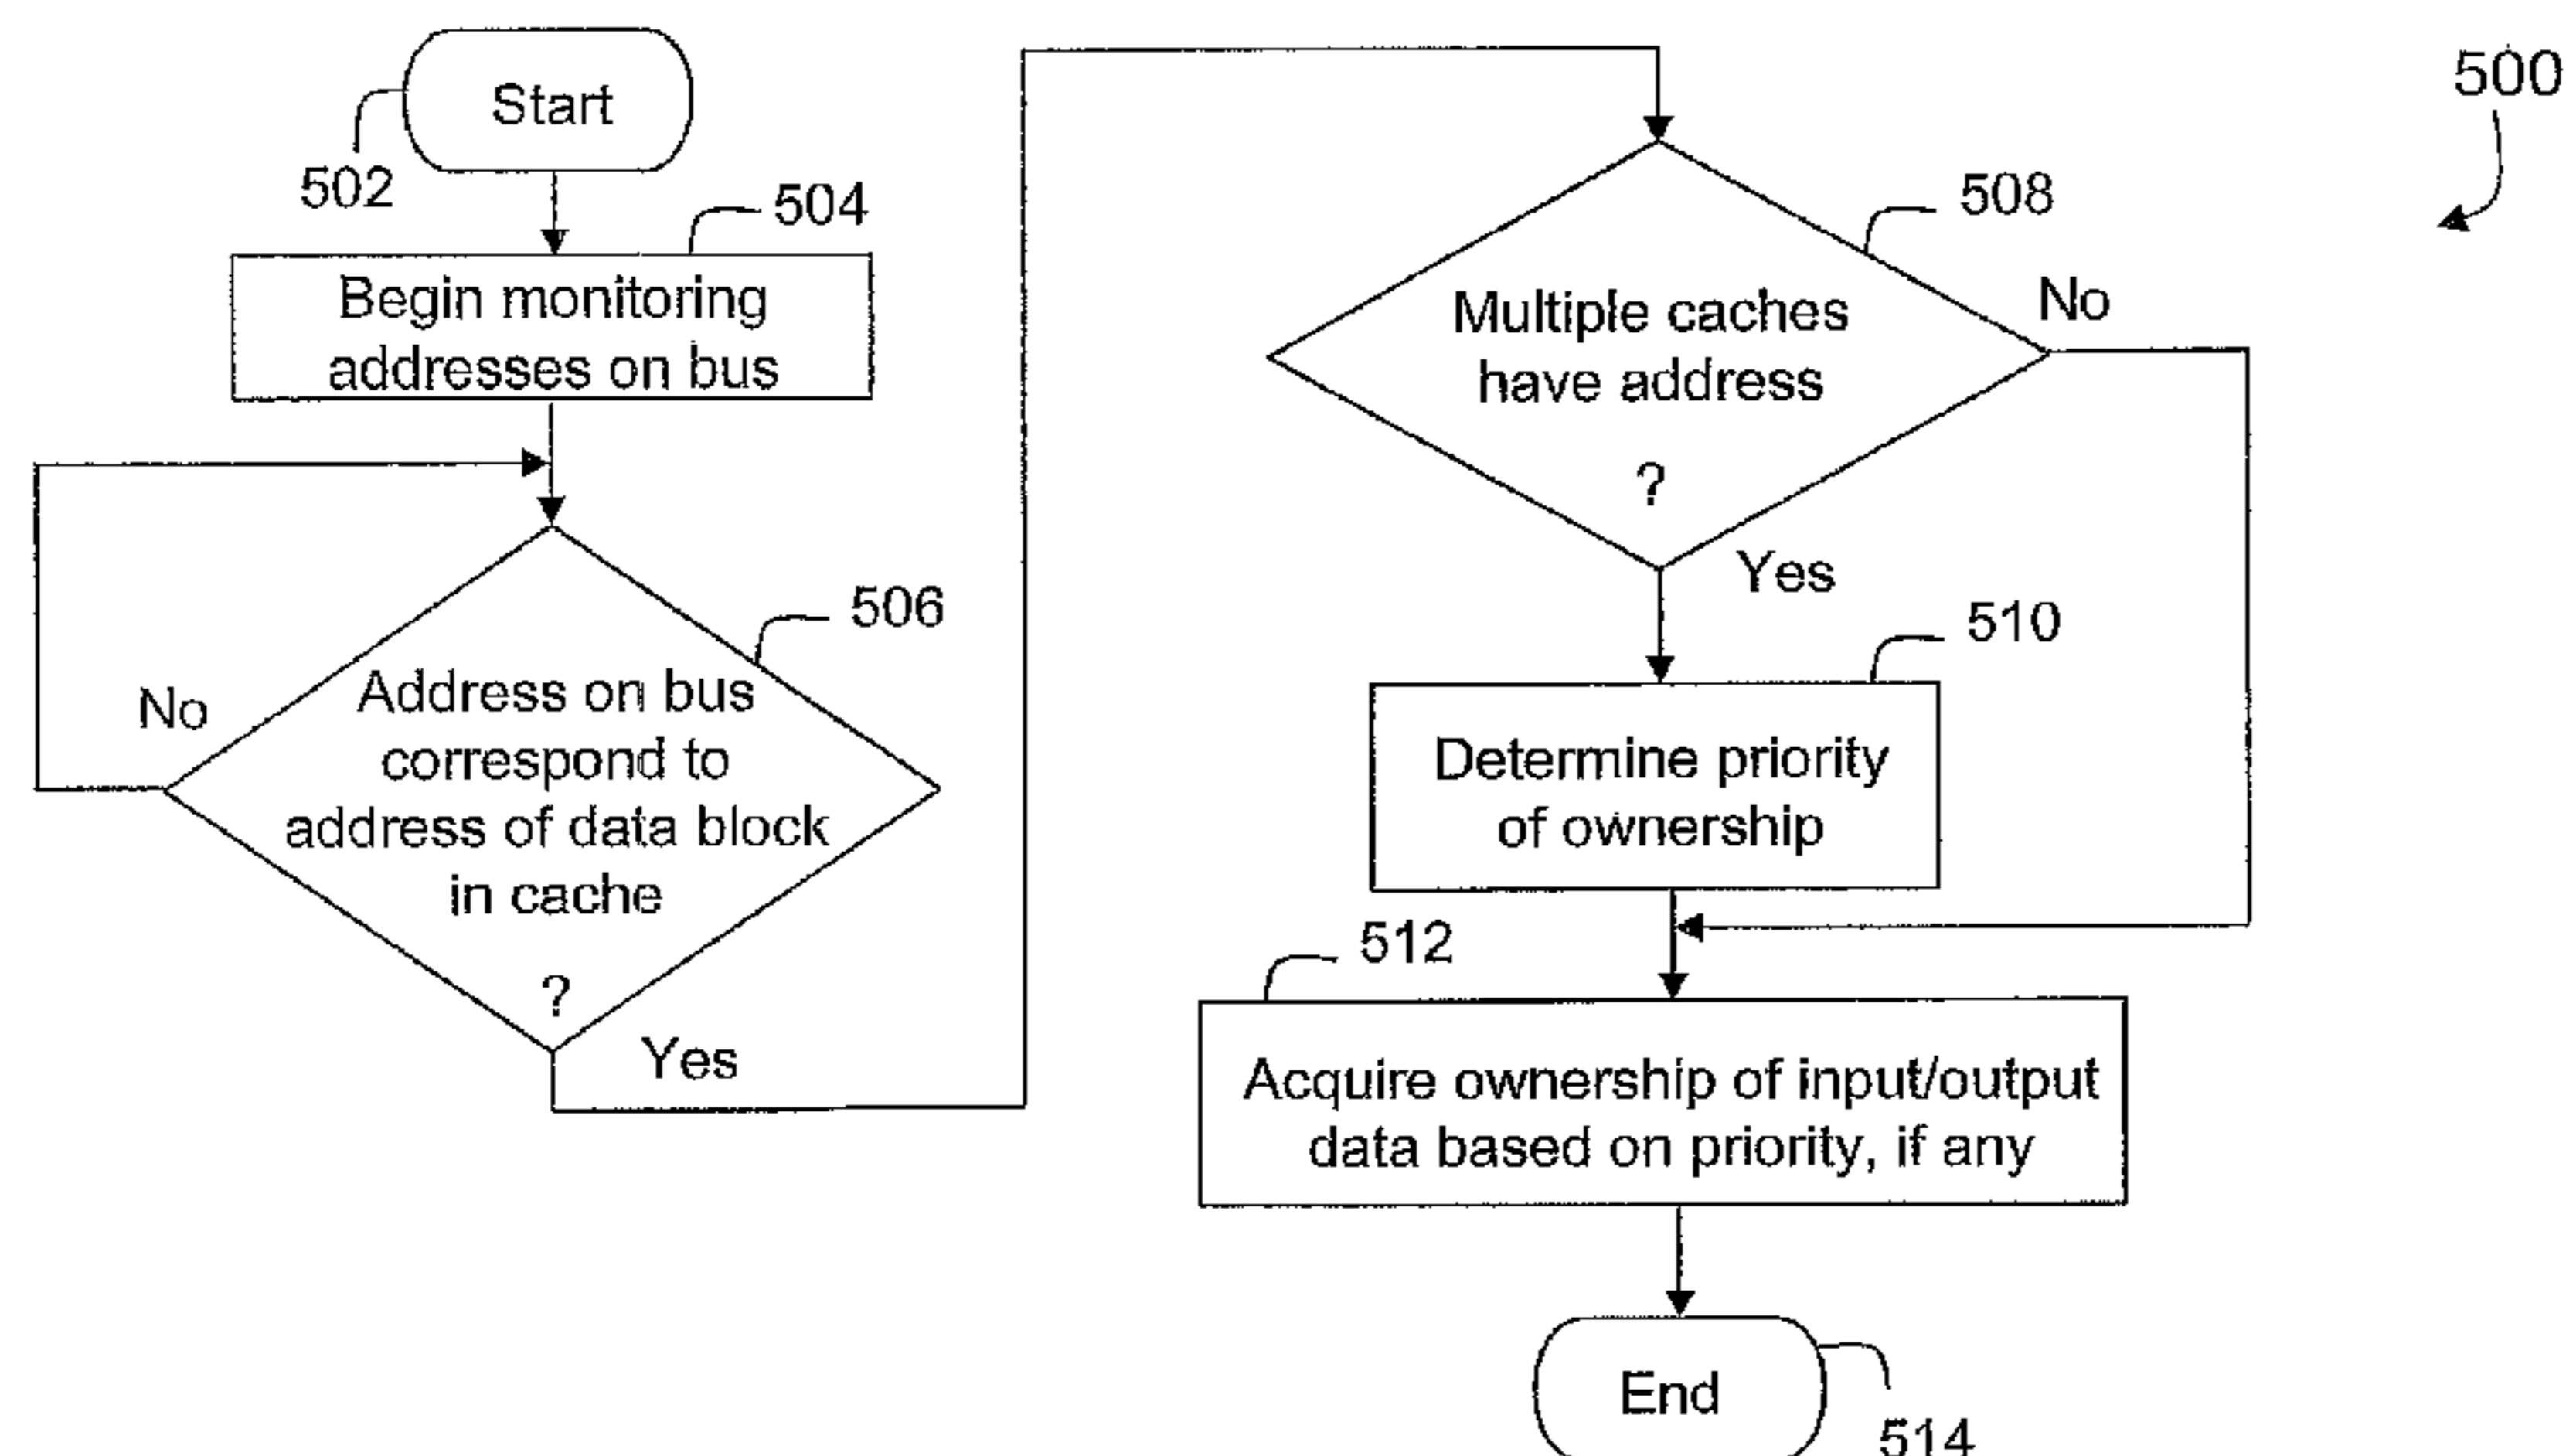 Start
502
504
Begin monitoring
addresses on bus
506
No
Address on bus
correspond to
address of data block
in cache
?
Yes
500
508
No
Multiple caches
have address
?
Yes
510
Determine priority
of ownership
512
Acquire ownership of input/output
data based on priority, if any
End
514